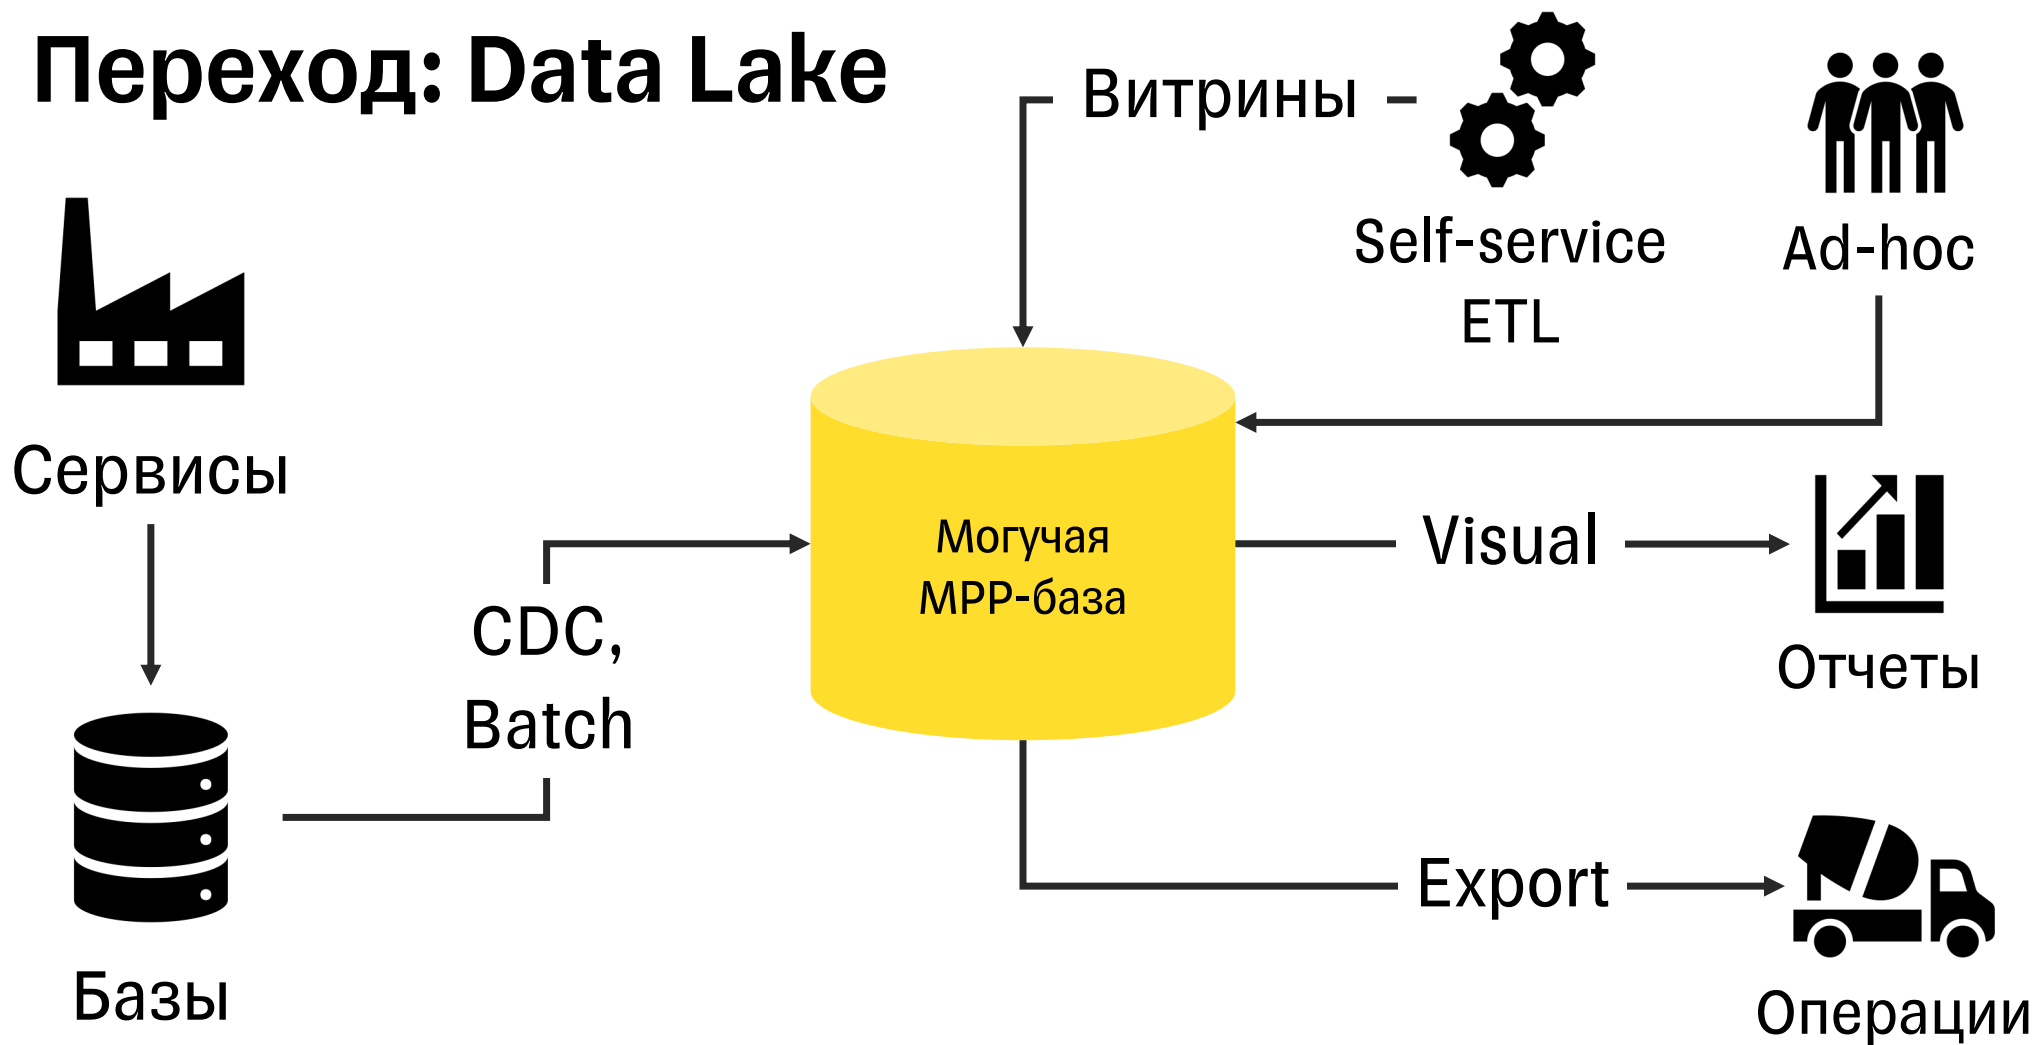 Переход: Data Lake
Витрины
Self-service
ETL
Ad-hoc
Сервисы
CDC,
Batch
Базы
Могучая
МРР-база
Visual
Отчеты
Export
Операции